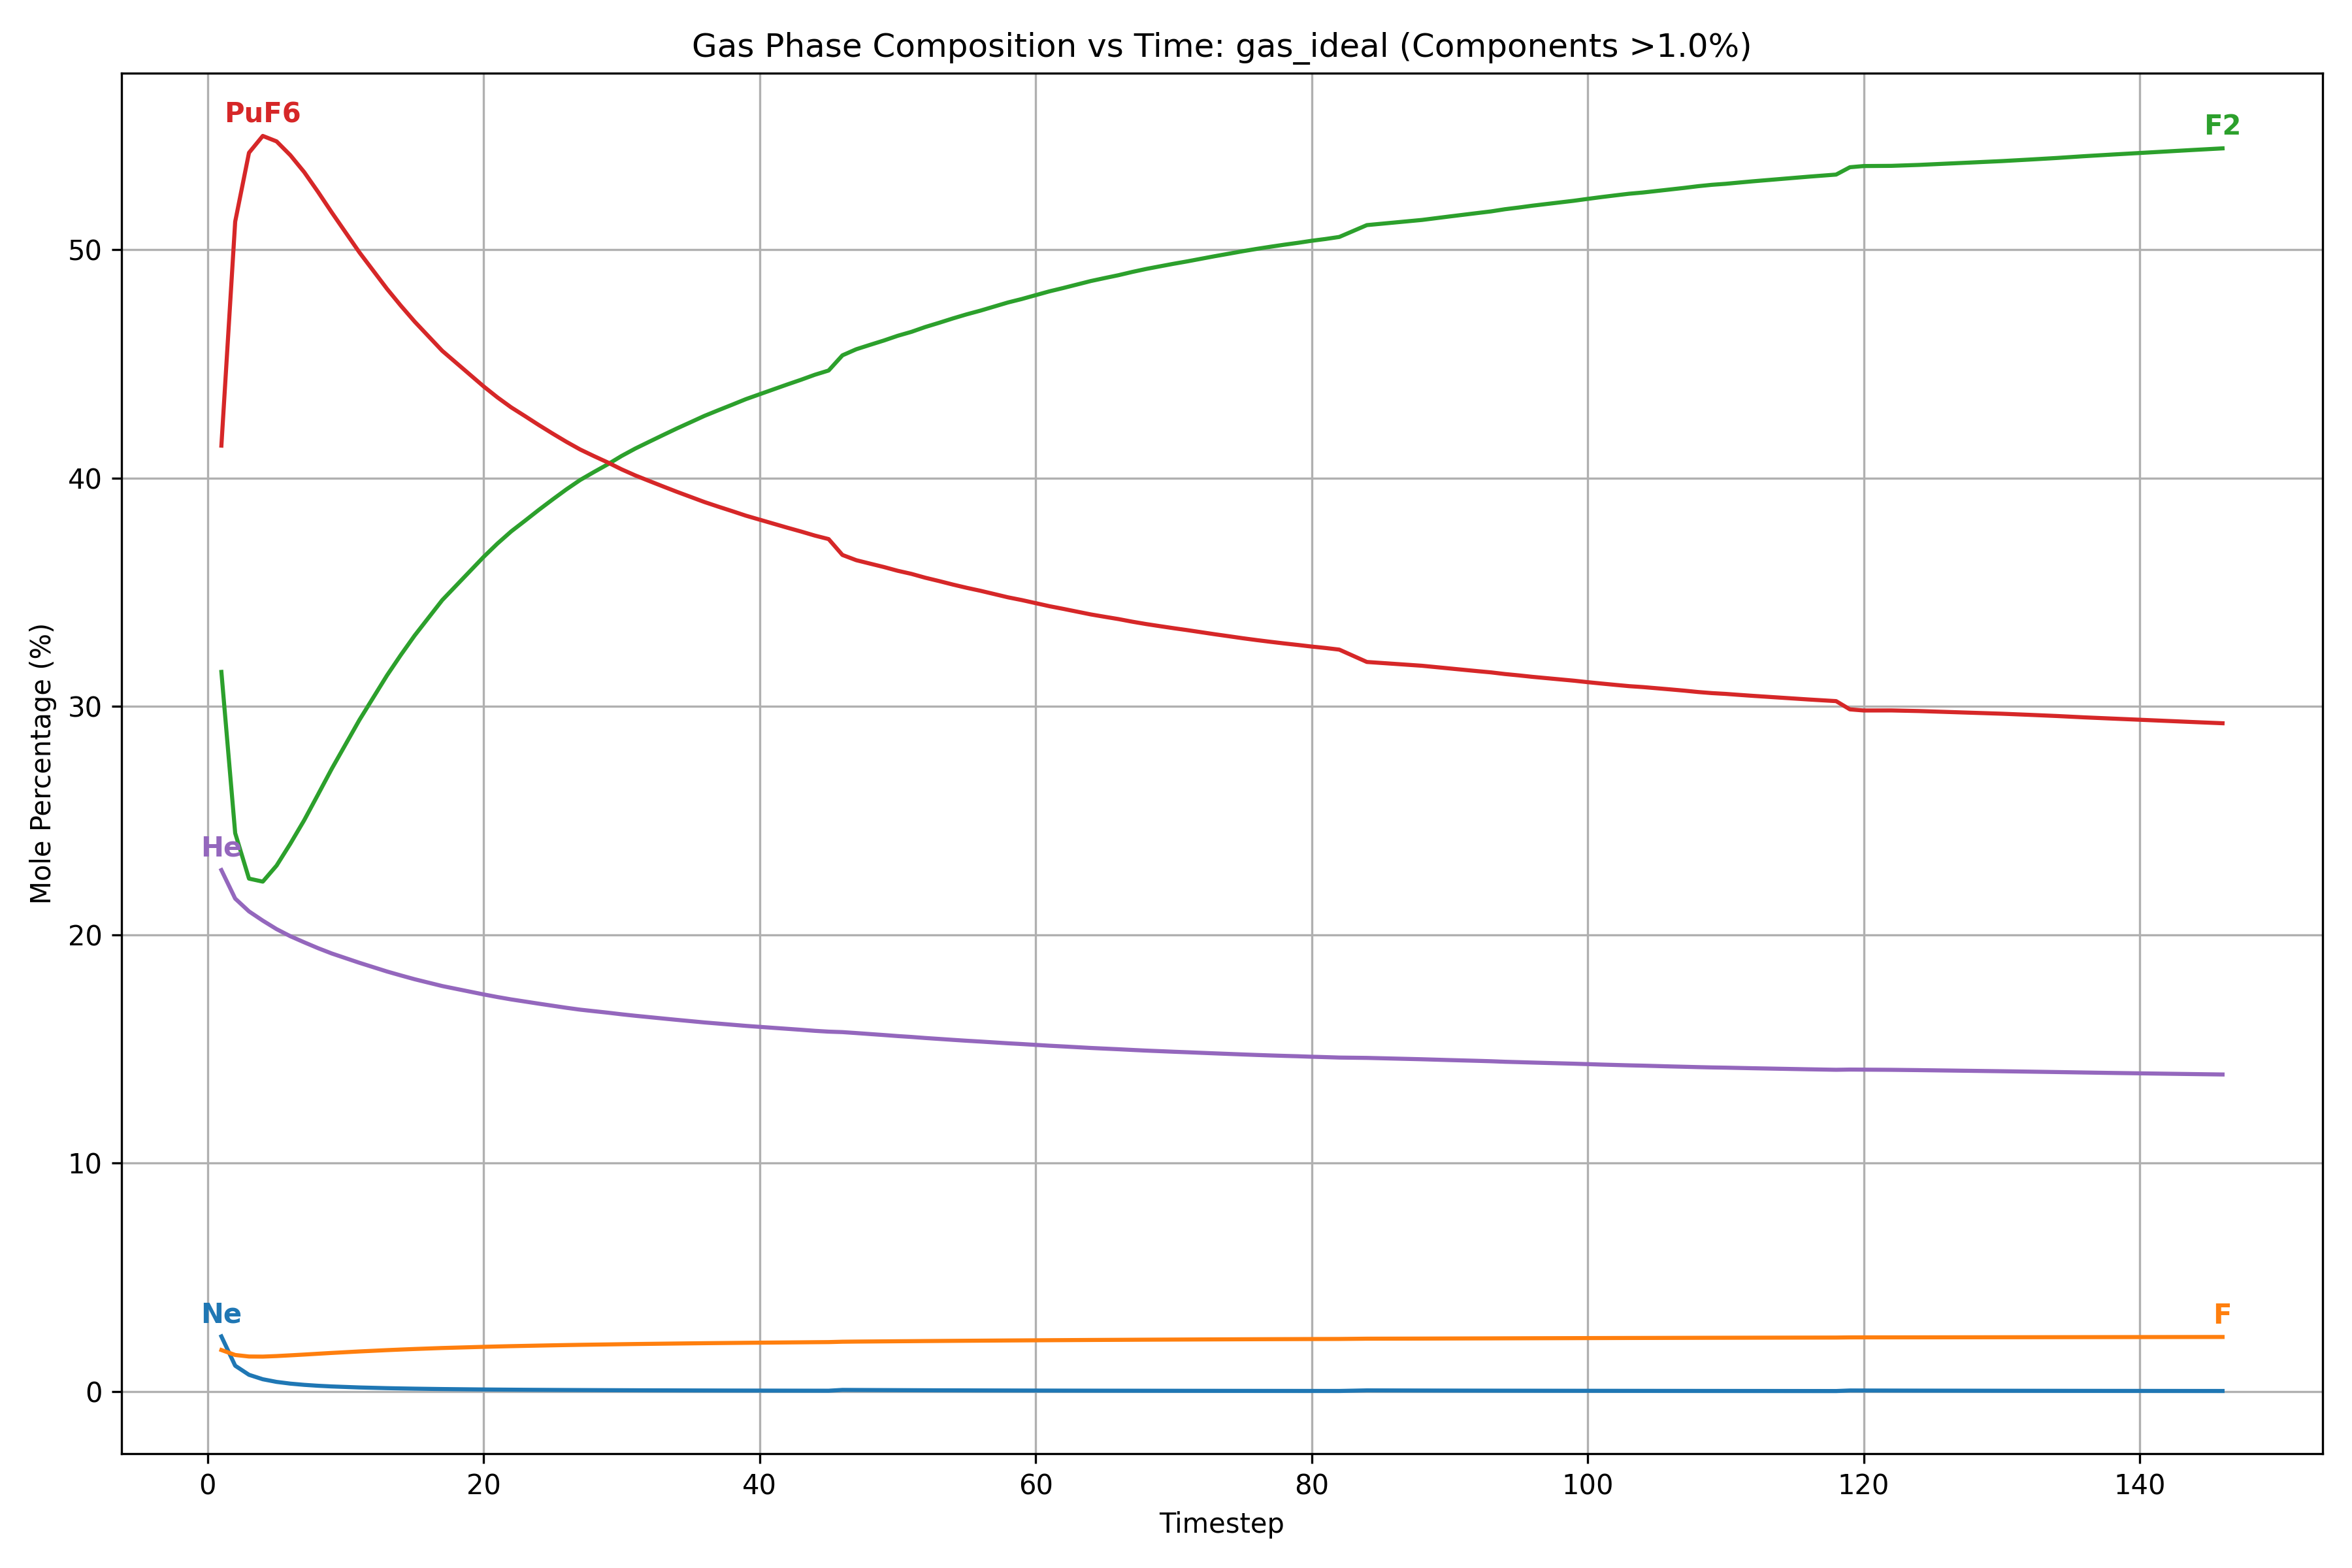 Gas Phase Composition vs Time: gas_ideal (Components >1.0%)
PuF6
F2
He
Ne
F
50
40
30
20
10
0
Mole Percentage (%)
0 20 40 60 80 100 120 140
Timestep